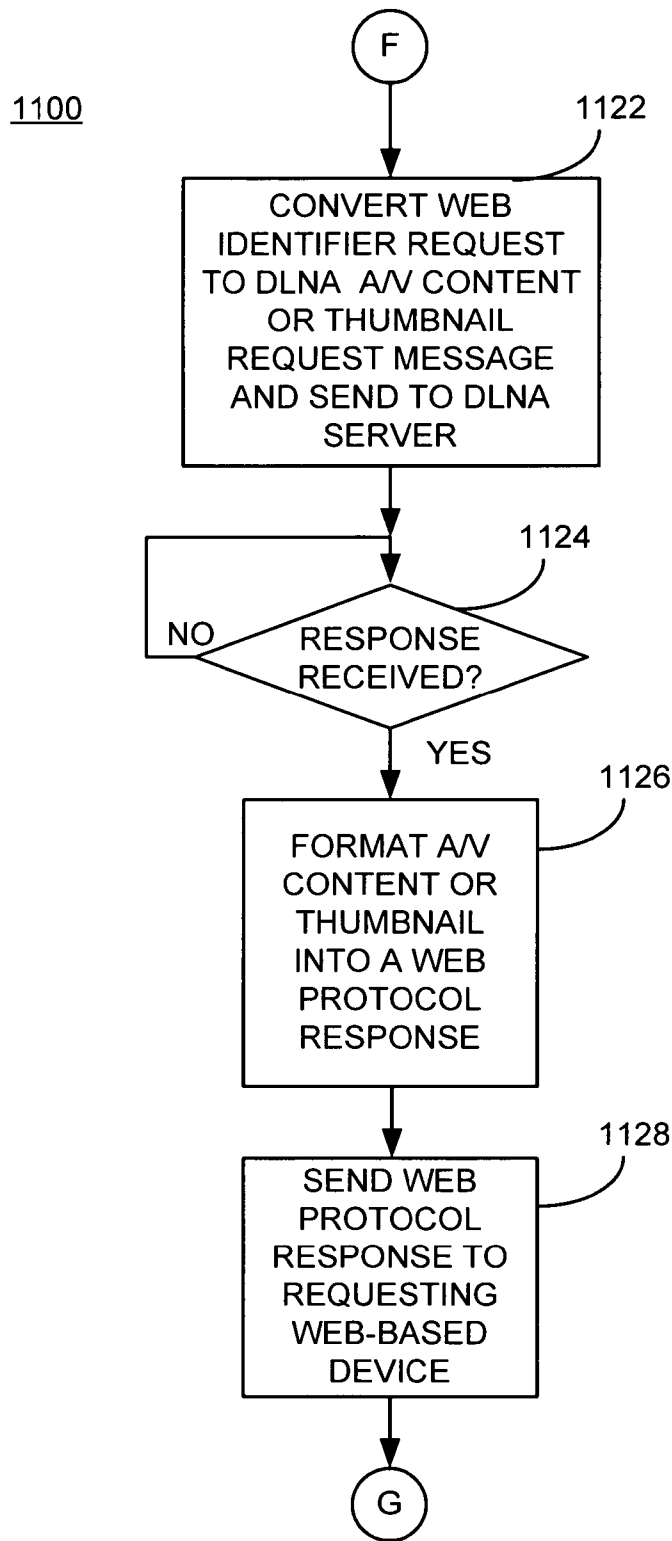 F
1100
1122
CONVERT WEB
IDENTIFIER REQUEST
TO DLNA A/V CONTENT
OR THUMBNAIL
REQUEST MESSAGE
AND SEND TO DLNA
SERVER
1124
NO
RESPONSE
RECEIVED?
YES
1126
FORMAT A/V
CONTENT OR
THUMBNAIL
INTO A WEB
PROTOCOL
RESPONSE
1128
SEND WEB
PROTOCOL
RESPONSE TO
REQUESTING
WEB-BASED
DEVICE
G